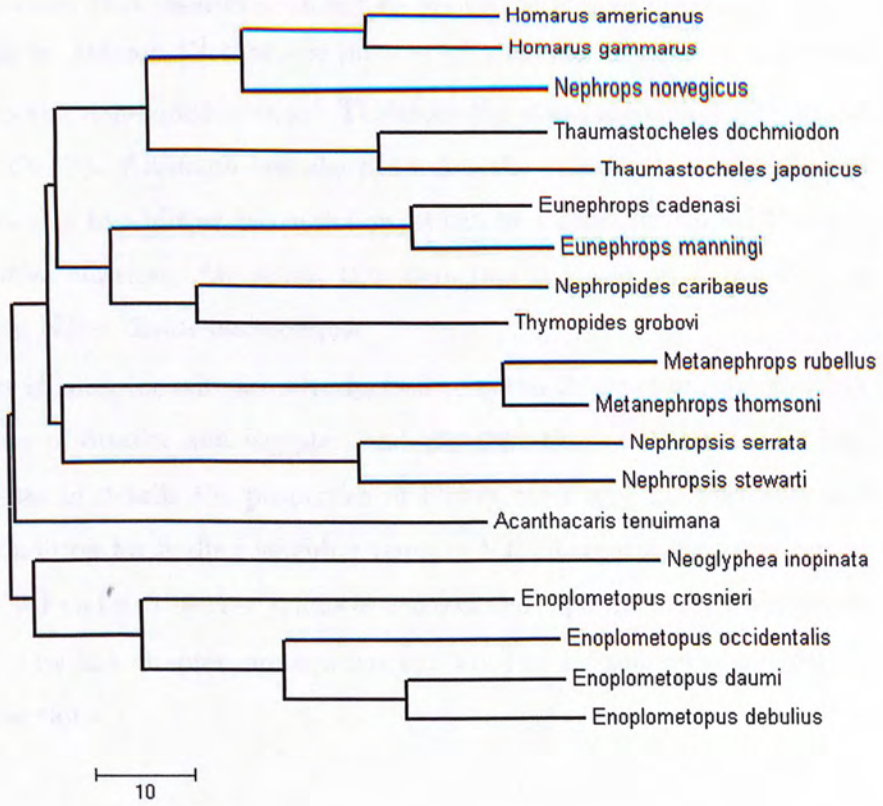 Homarus americanus
Homarus gammarus
Nephrops norvegicus
Thaumastocheles dochmiodon
Thaumastocheles japonicus
Eunephrops cadenasi
Eunephrops manningi
Nephropides caribaeus
Thymopides grobovi
Metanephrops rubellus
Metanephrops thomsoni
Nephropsis serrata
Nephropsis stewarti
Acanthacaris tenuimana
Neoglyphea inopinata
Enoplometopus crosnieri
Enoplometopus occidentalis
Enoplometopus daumi
Enoplometopus debulius
10